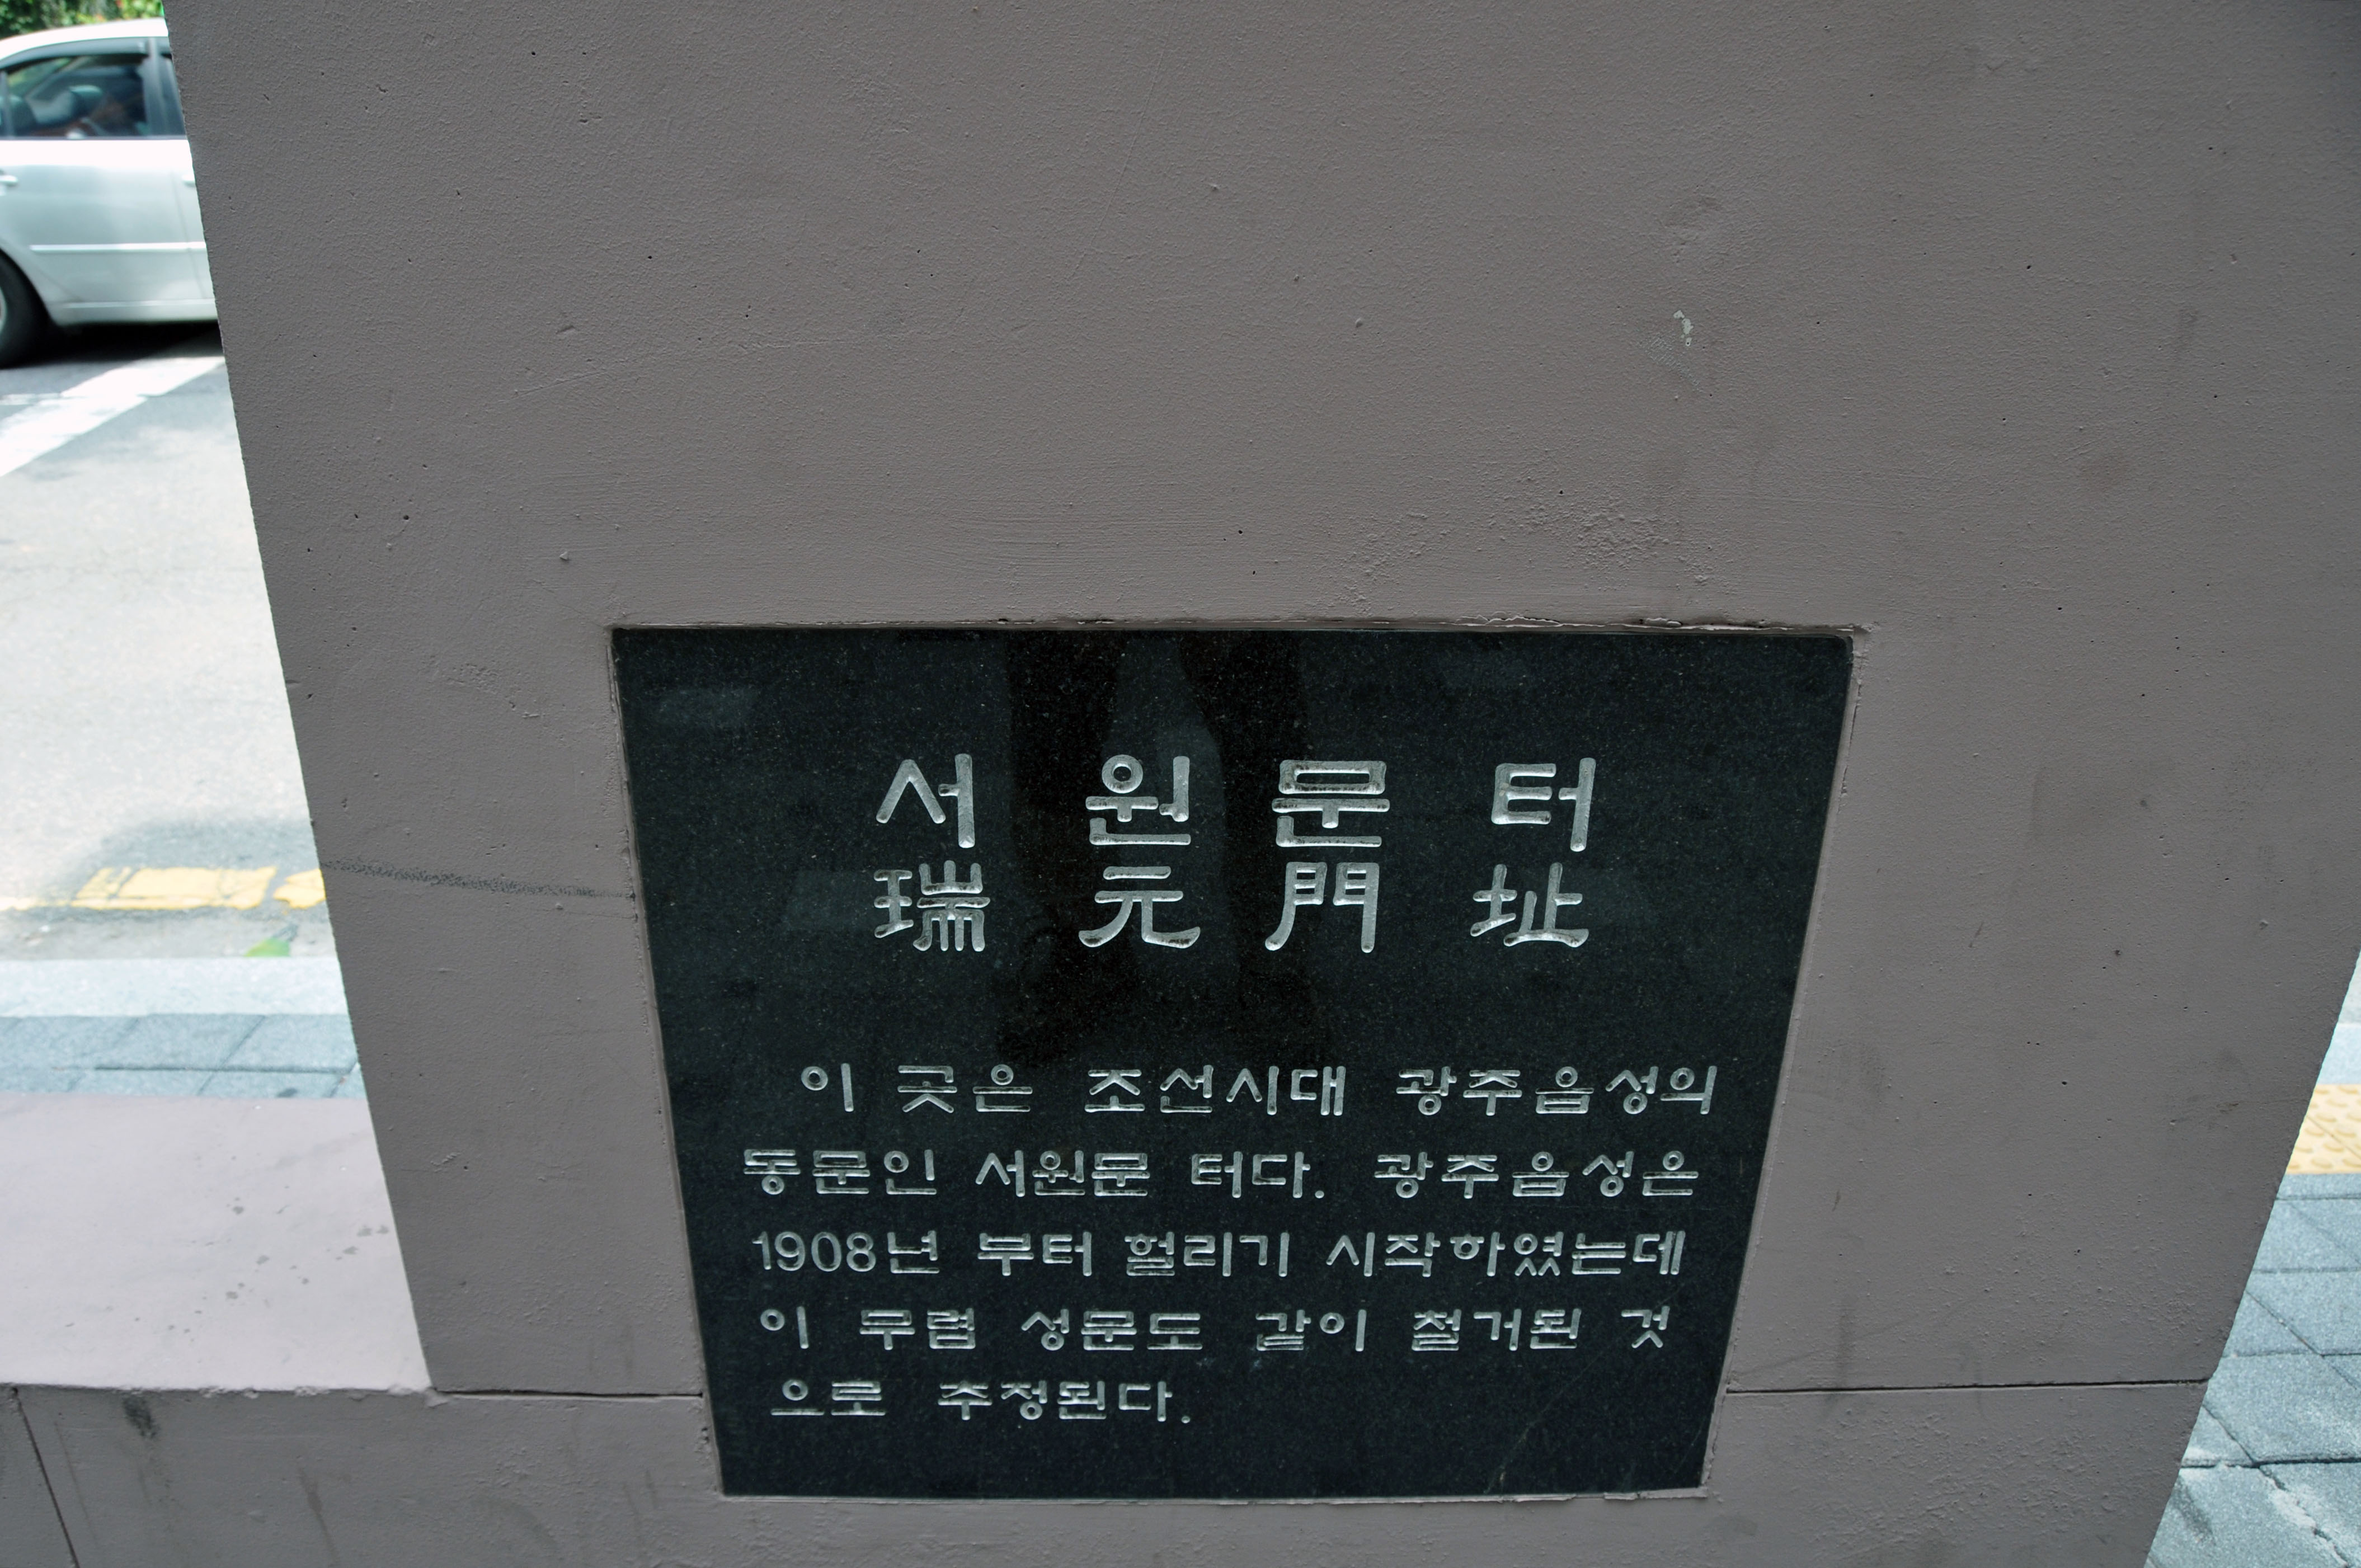 서원문터
瑞元門址
이 곳은 조선시대 광주읍성의
동문인 서원문 터다. 광주읍성은
1908년 부터 헐리기 시작하였는데
이 무렵 성문도 같이 철거된 것
으로 추정된다.